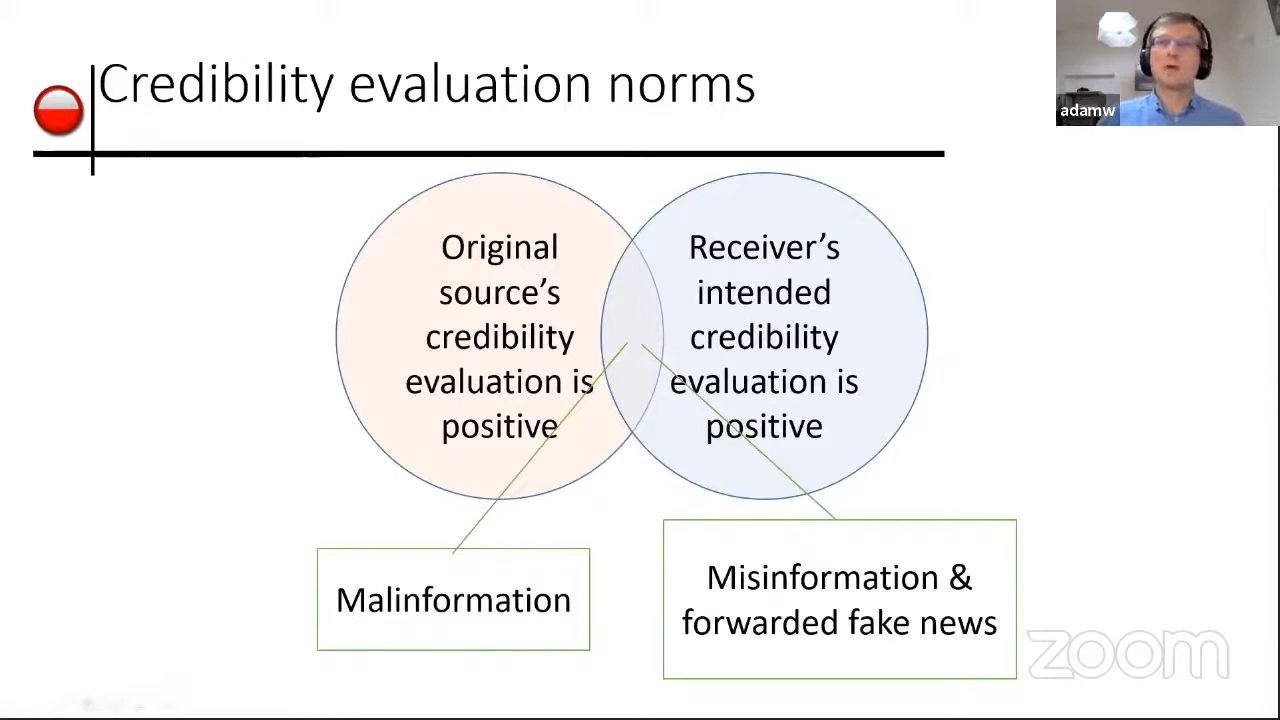 Credibility evaluation norms
adamw
Original
source's
credibility
evaluation is
positive
Receiver's
intended
credibility
evaluation is
positive
Malinformation
Misinformation &
forwarded fake news
zoom